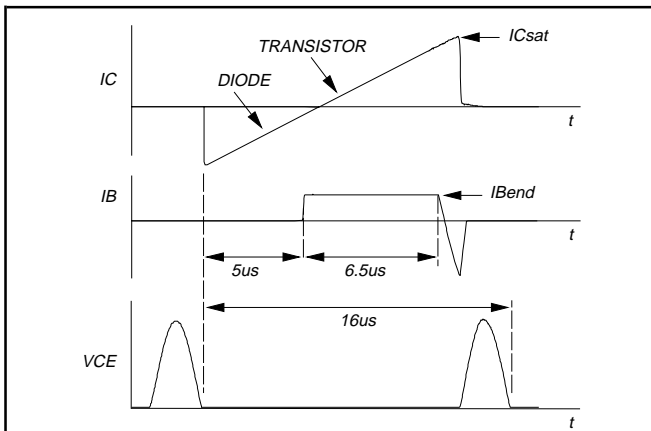 ICsat
TRANSISTOR
IC
DIODE
t
IB
IBend
t
5us
6.5us
16us
VCE
t